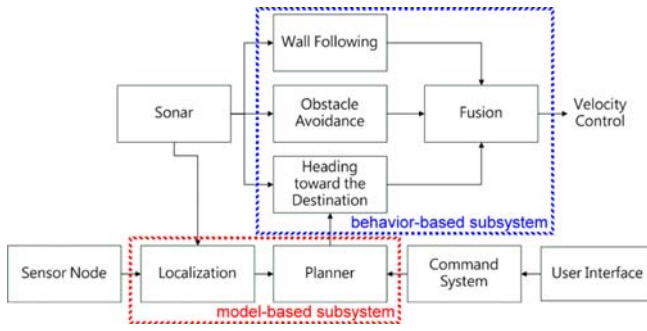 Wall Following
Sonar
Obstacle
Avoidance
Fusion
Velocity
Control
Heading
toward the
Destination
behavior-based subsystem
Sensor Node
Localization
Planner
Command
System
User Interface
model-based subsystem